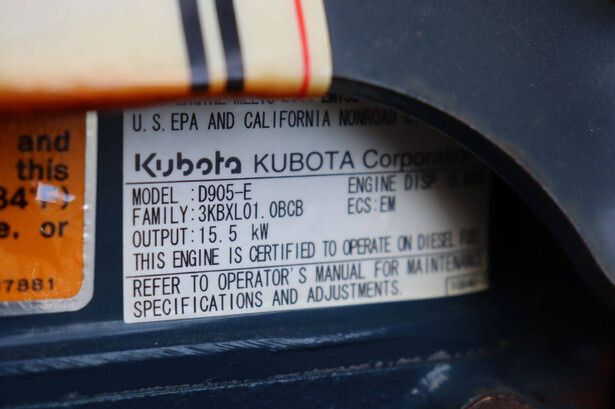 and
this
or
17881
U.S. EPA AND CALIFORNIA NONROAD
Kubota KUBOTA Corporation
MODEL :D905-E ENGINE DISP.
FAMILY:3KBXL01.0BCB ECS:EM
OUTPUT:15.5 kW
THIS ENGINE IS CERTIFIED TO OPERATE ON DIESEL FUEL
REFER TO OPERATOR'S MANUAL FOR MAINTENANCE
SPECIFICATIONS AND ADJUSTMENTS.